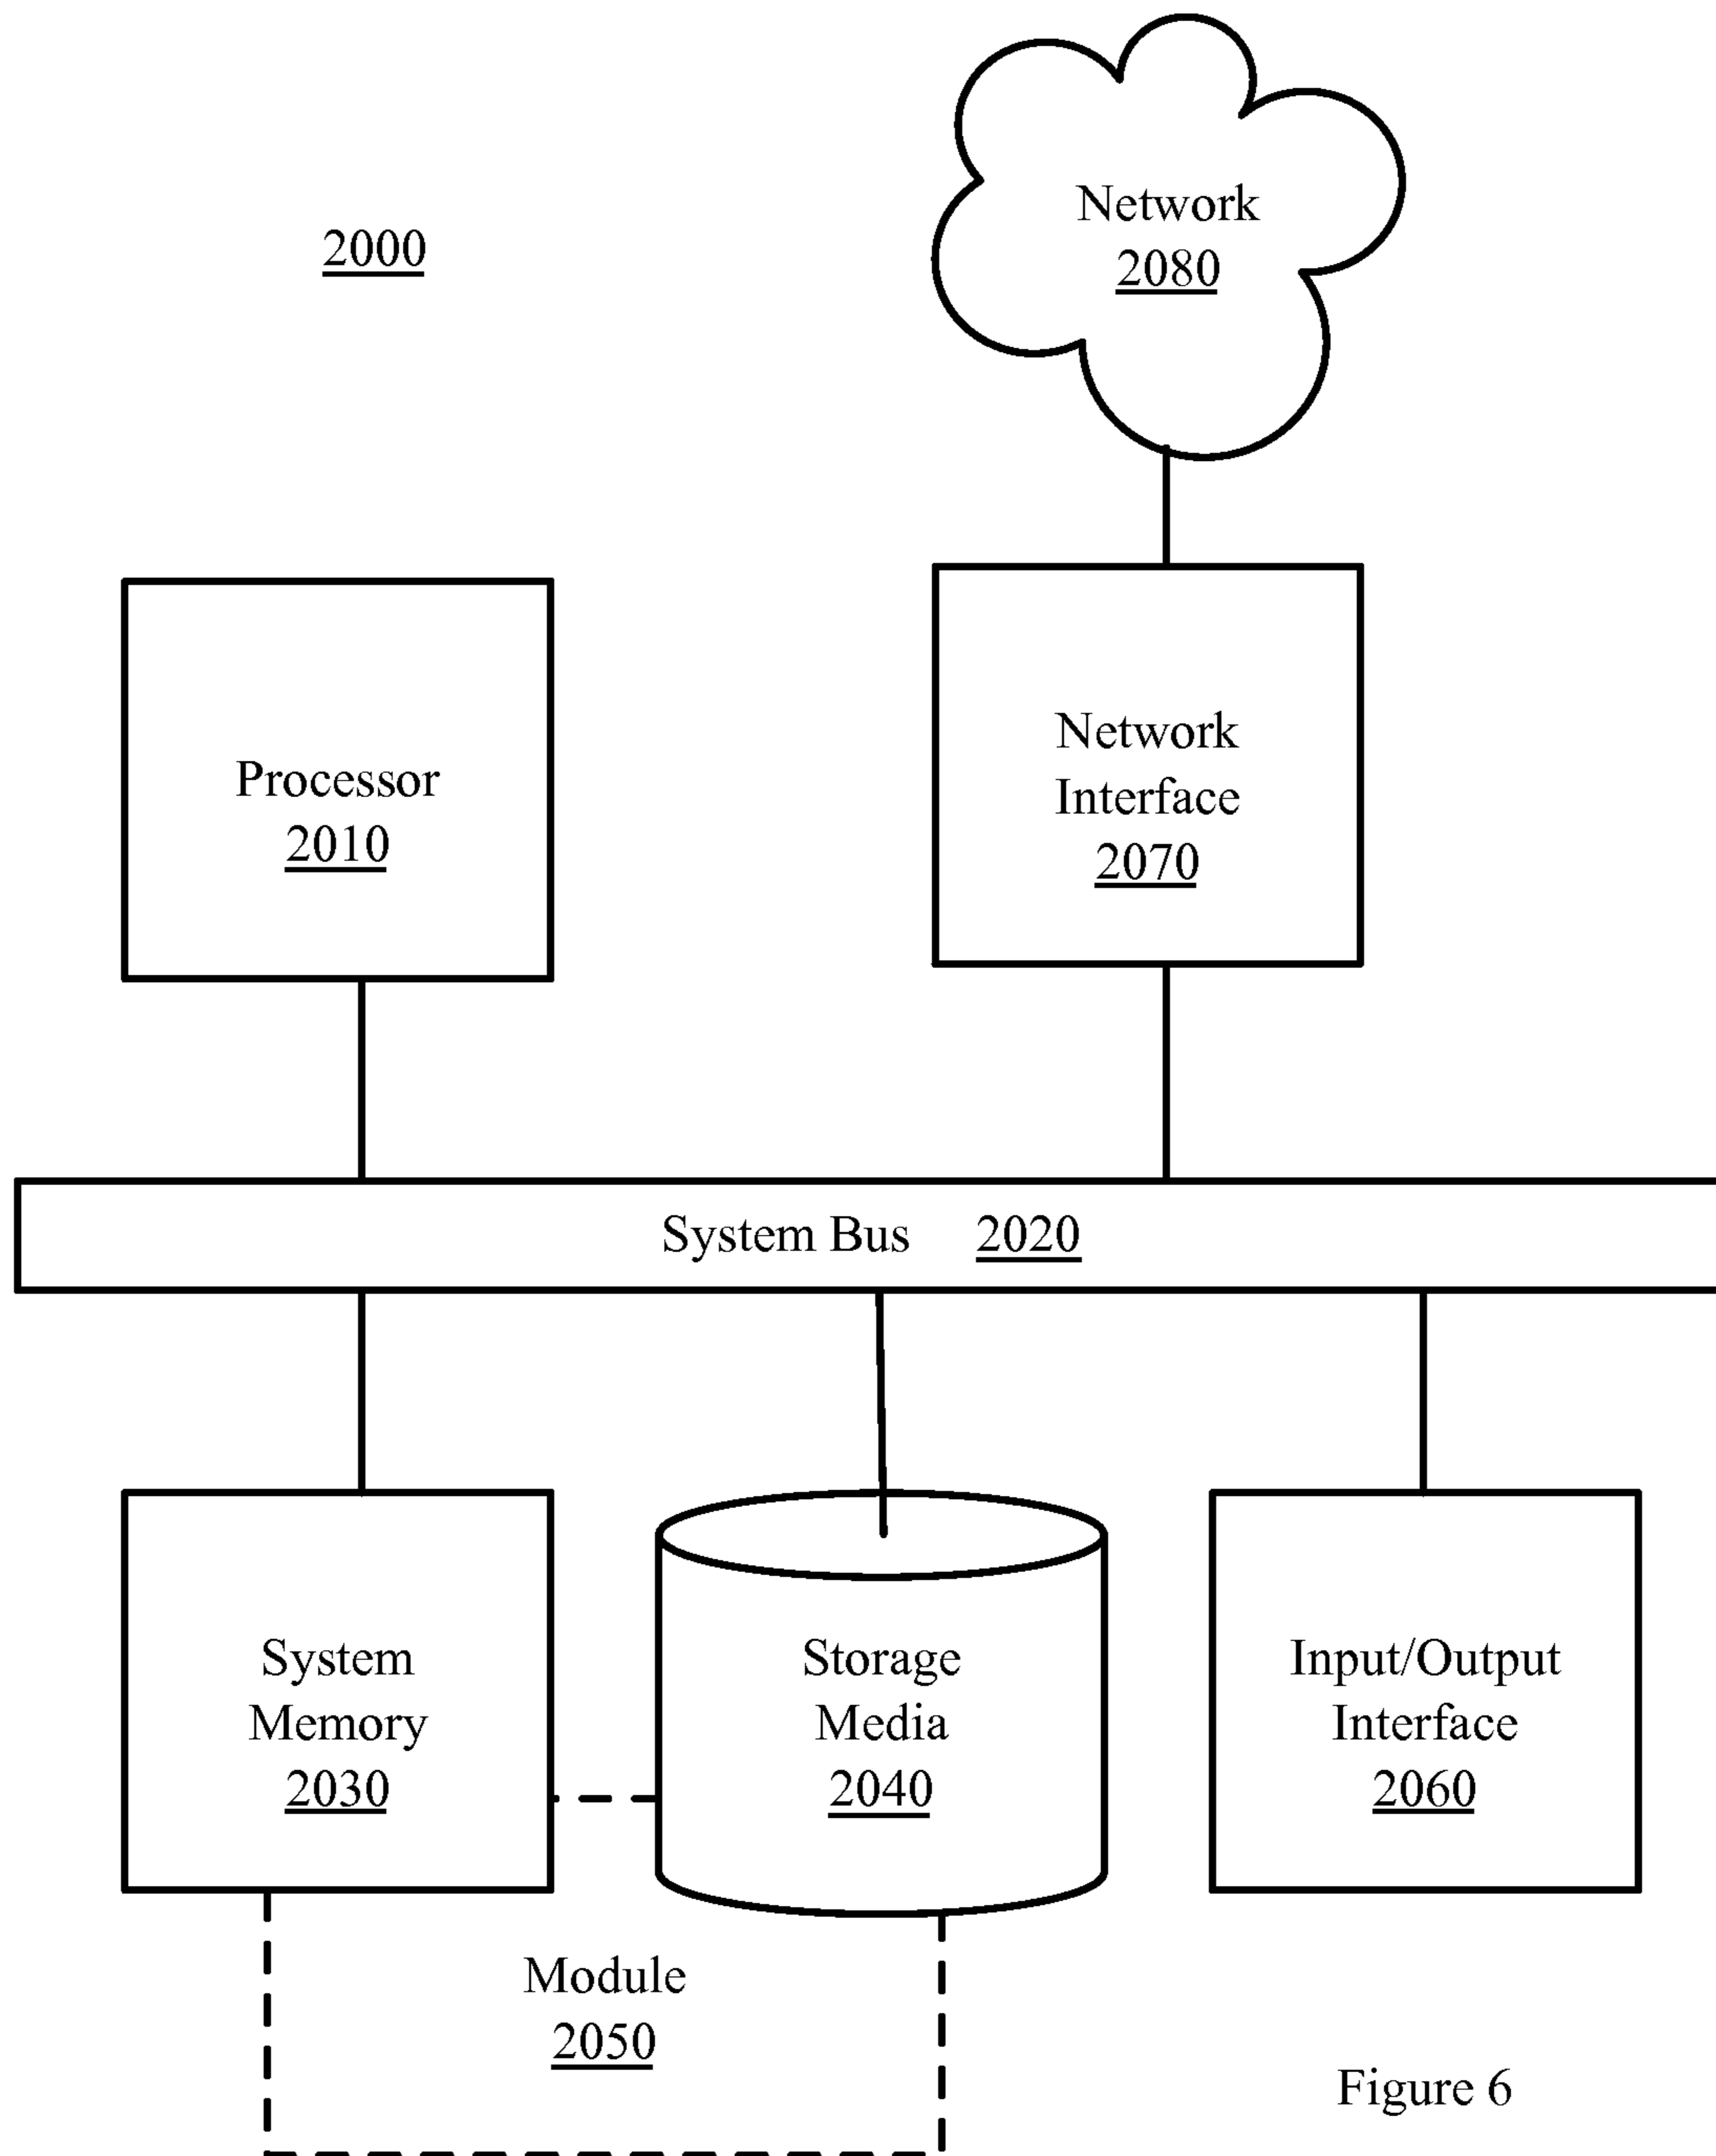 Network
2080
2000
Processor
2010
Network
Interface
2070
System Bus 2020
System
Memory
2030
Storage
Media
2040
Input/Output
Interface
2060
Module
2050
Figure 6